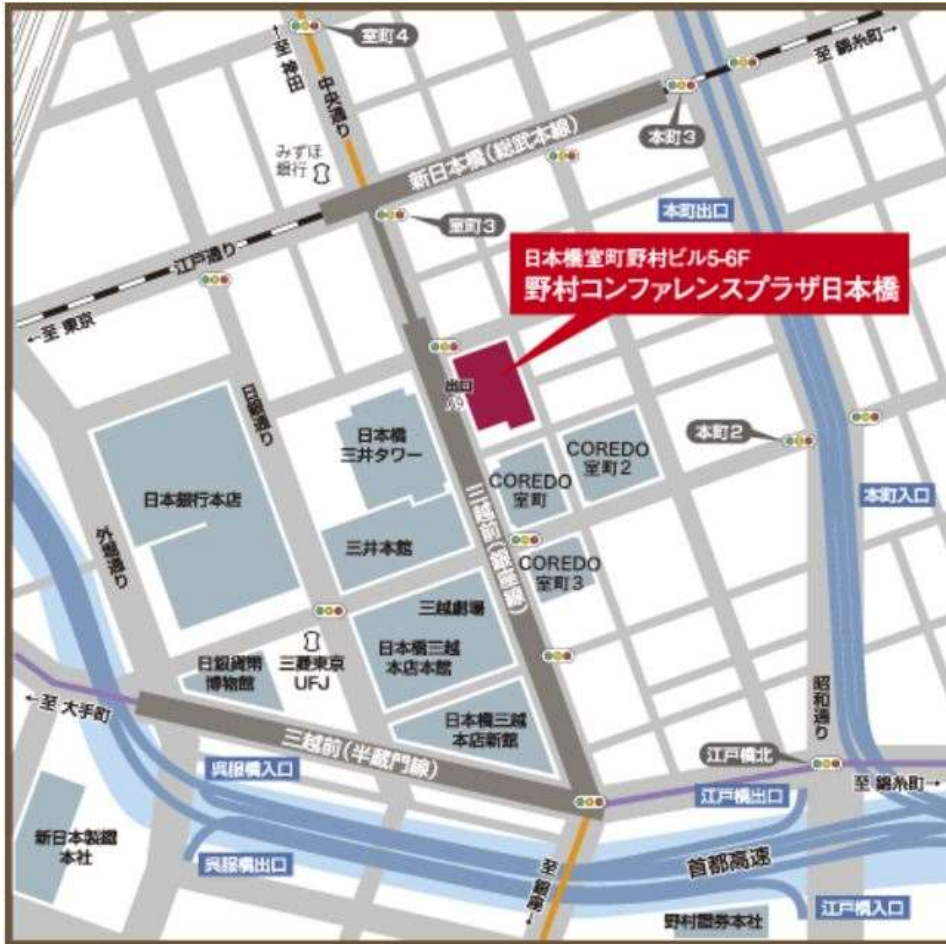 室町4
←至 神田
中央通り
至 錦糸町→
本町3
みずほ
銀行
新日本橋(総武本線)
本町出口
室町3
江戸通り
←至 東京
日本橋室町野村ビル5-6F
野村コンファレンスプラザ日本橋
出口
A9
日銀通り
日本橋
三井タワー
COREDO
室町2
本町2
COREDO
室町
日本銀行本店
本町入口
外堀通り
三井本館
三越前(銀座線)
COREDO
室町3
三越劇場
日本橋三越
本店本館
日銀貨幣
博物館
三菱東京
UFJ
←至 大手町
日本橋三越
本店新館
昭和通り
三越前(半蔵門線)
江戸橋北
呉服橋入口
江戸橋出口
至 錦糸町→
新日本製鐵
本社
呉服橋出口
首都高速
至 銀座→
野村證券本社
江戸橋入口